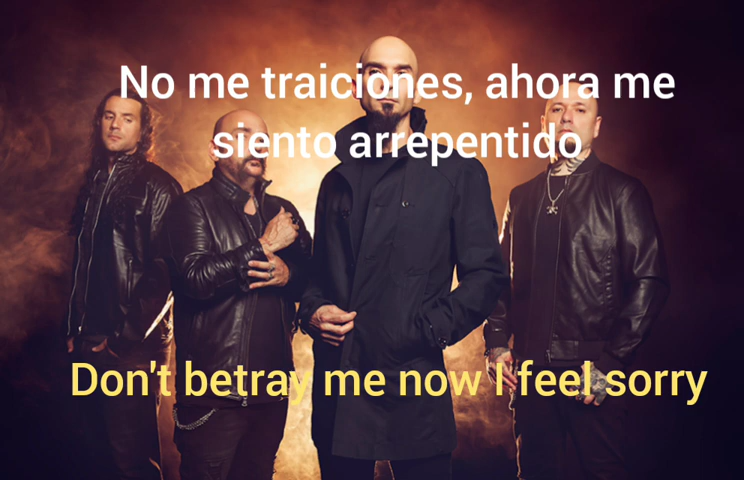 No me traiciones, ahora me
siento arrepentido
Don't betray me now I feel sorry